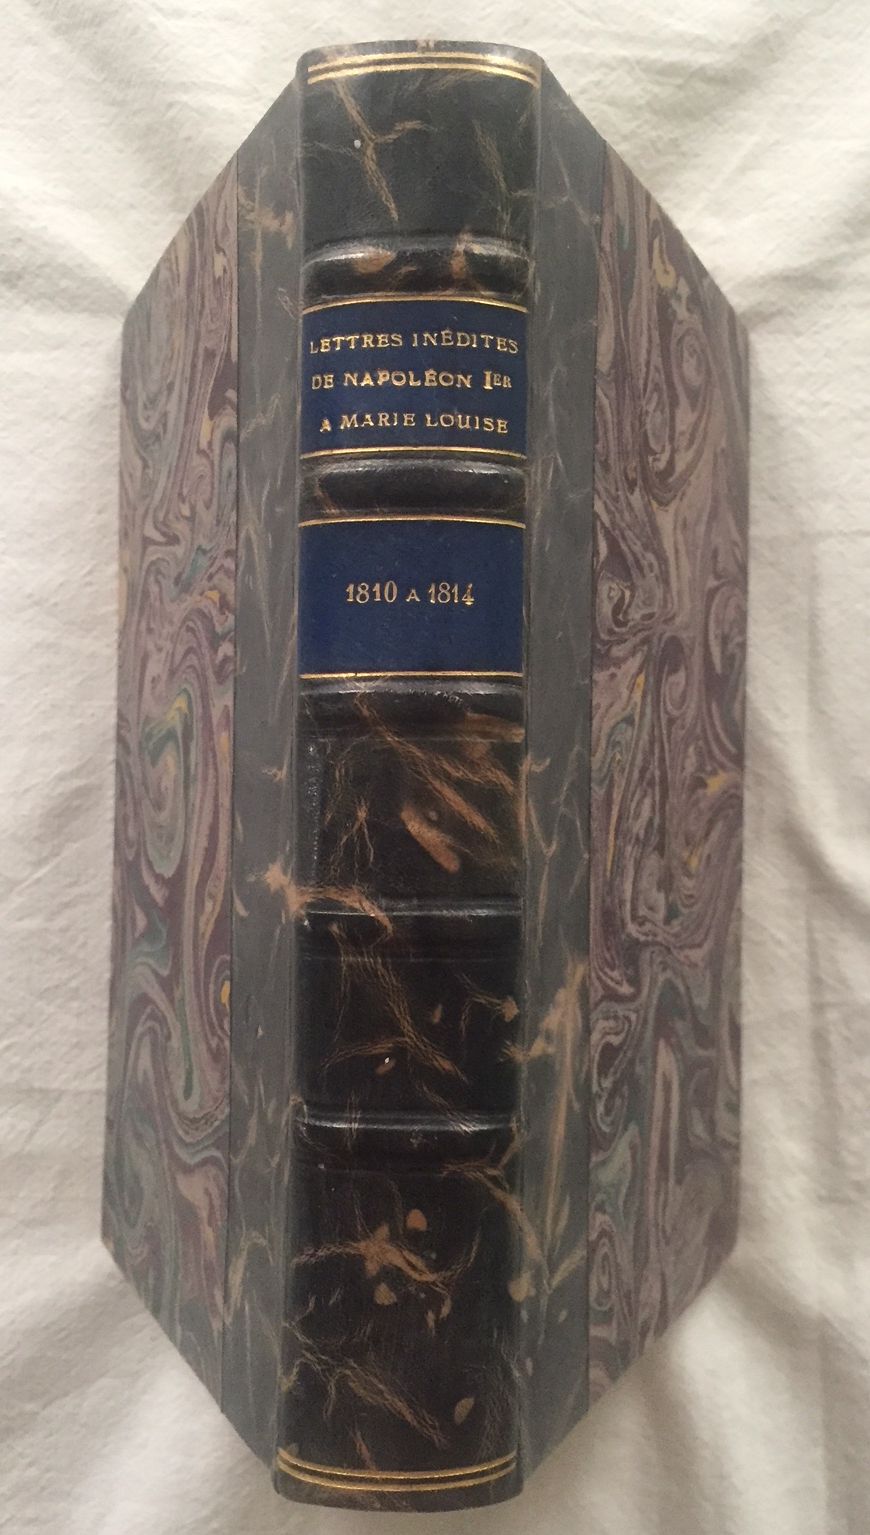 LETTRES INÉDITES
DE NAPOLÉON IER
A MARIE LOUISE
1810 A 1814